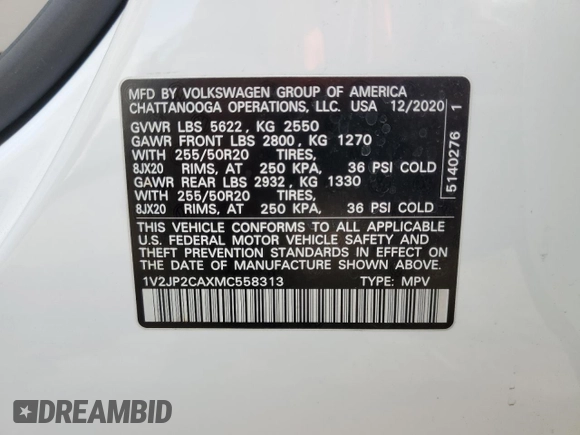 MFD BY VOLKSWAGEN GROUP OF AMERICA
CHATTANOOGA OPERATIONS, LLC. USA 12/2020
GVWR LBS 5622, KG 2550
GAWR FRONT LBS 2800, KG 1270
WITH 255/50R20 TIRES,
8JX20 RIMS, AT 250 KPA, 36 PSI COLD
GAWR REAR LBS 2932, KG 1330
WITH 255/50R20 TIRES,
8JX20 RIMS, AT 250 KPA, 36 PSI COLD
THIS VEHICLE CONFORMS TO ALL APPLICABLE
U.S. FEDERAL MOTOR VEHICLE SAFETY AND
THEFT PREVENTION STANDARDS IN EFFECT ON
THE DATE OF MANUFACTURE SHOWN ABOVE.
1V2JP2CAXMC558313 TYPE: MPV
5140276 1
DREAMBID